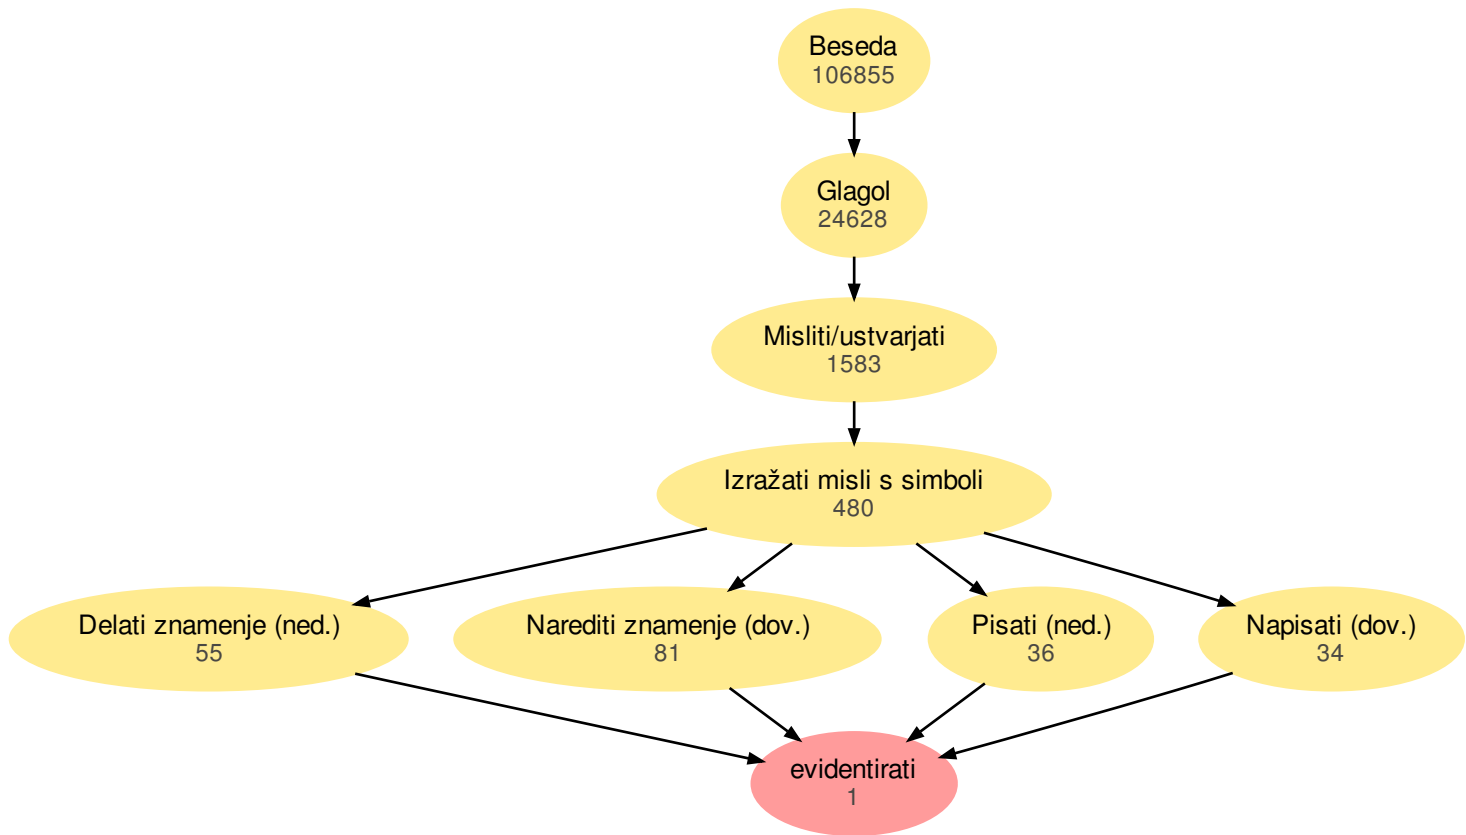 Beseda
106855
Glagol
24628
Misliti/ustvarjati
1583
Izražati misli s simboli
480
Delati znamenje (ned.)
55
Narediti znamenje (dov.)
81
Pisati (ned.)
36
Napisati (dov.)
34
evidentirati
1